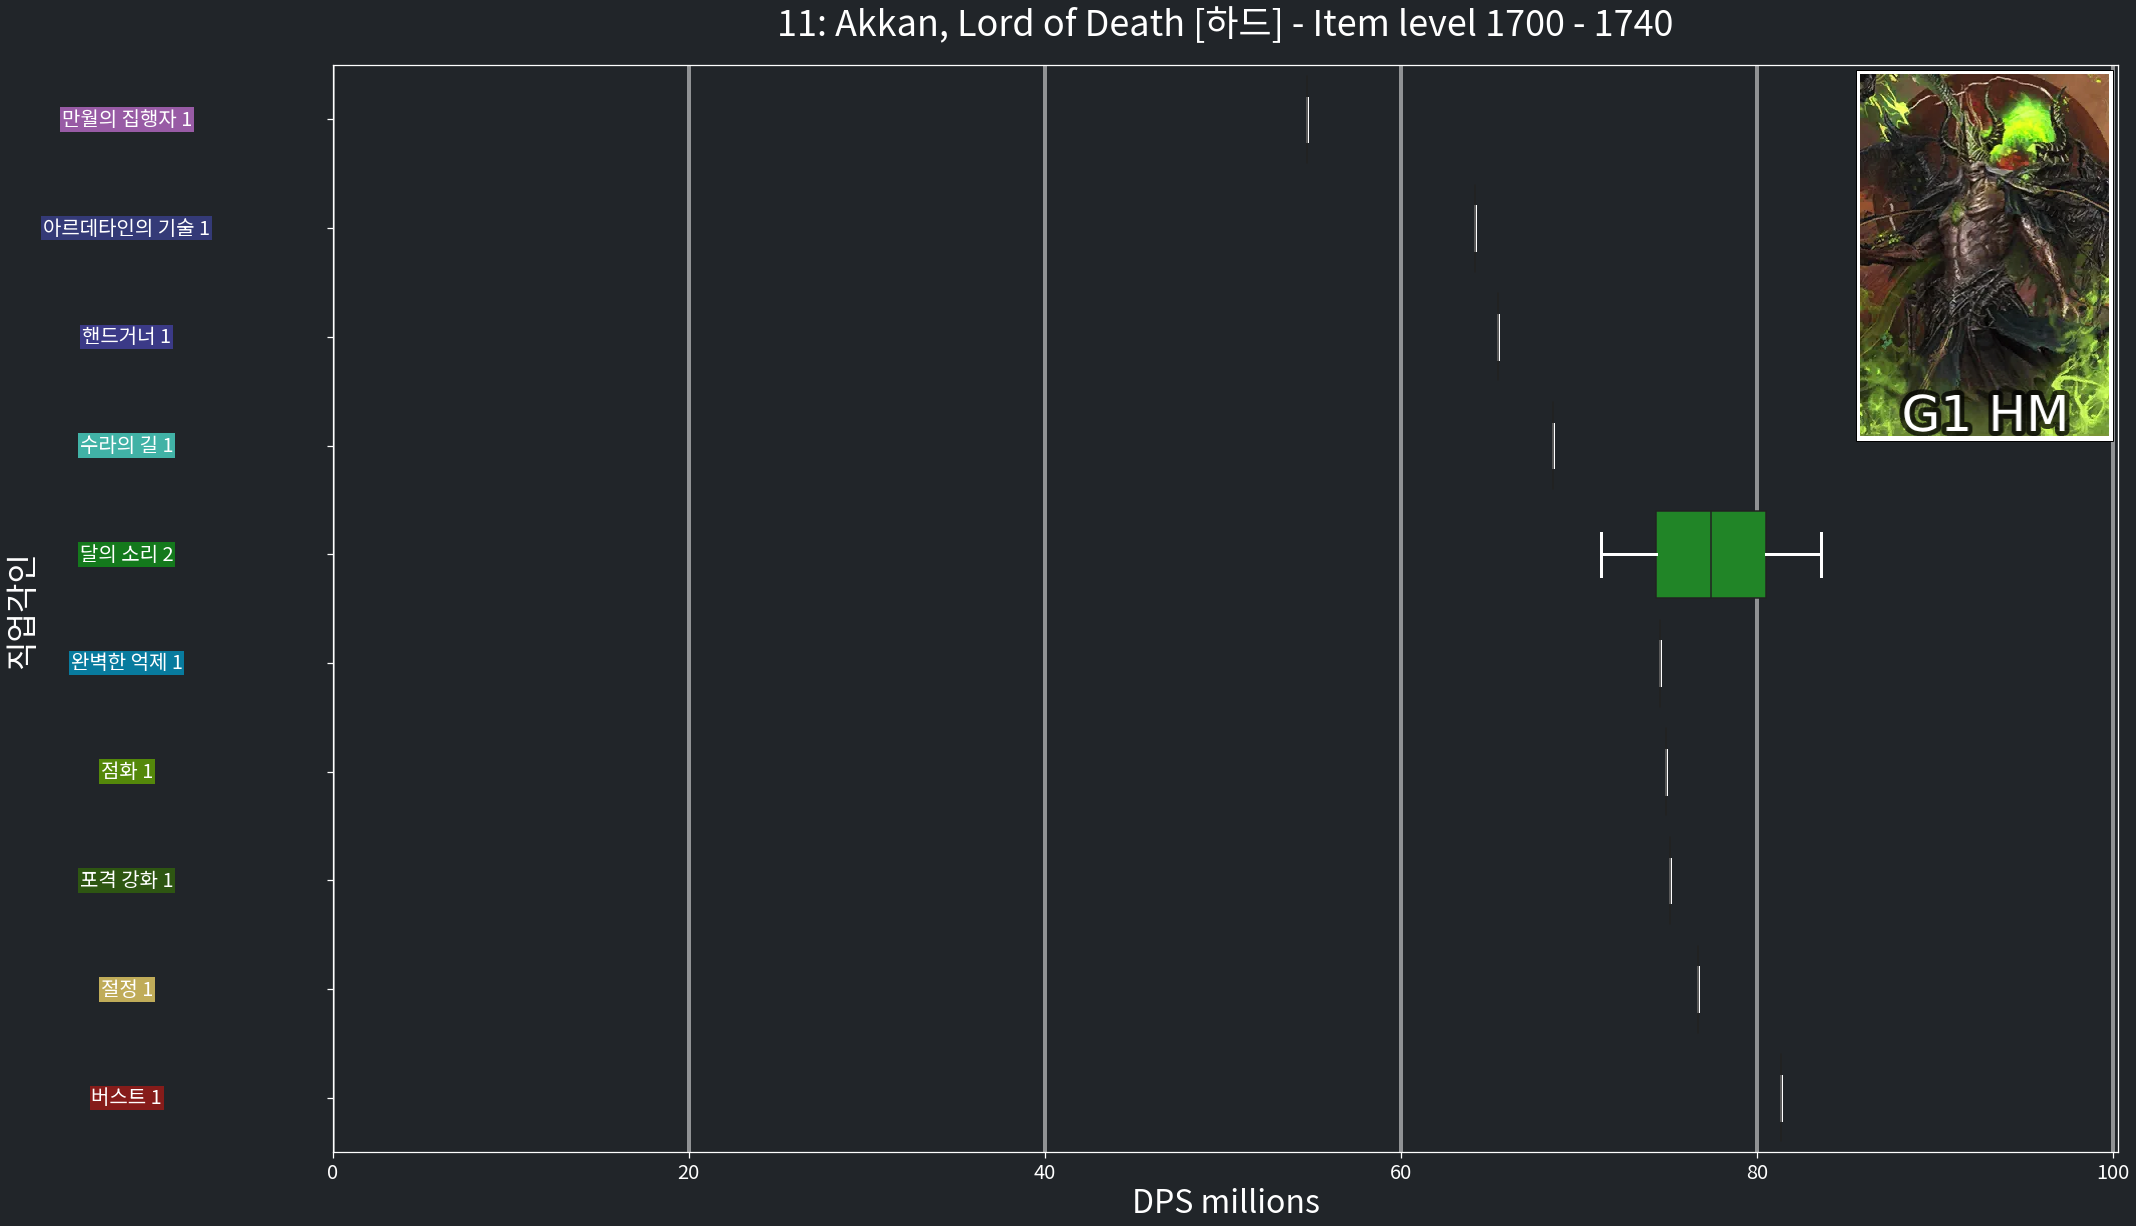 11: Akkan, Lord of Death [하드] - Item level 1700 - 1740
만월의 집행자 1
아르데타인의 기술 1
핸드거너 1
수라의 길 1
달의 소리 2
완벽한 억제 1
점화 1
포격 강화 1
절정 1
버스트 1
직업각인
G1 HM
0 20 40 60 80 100
DPS millions